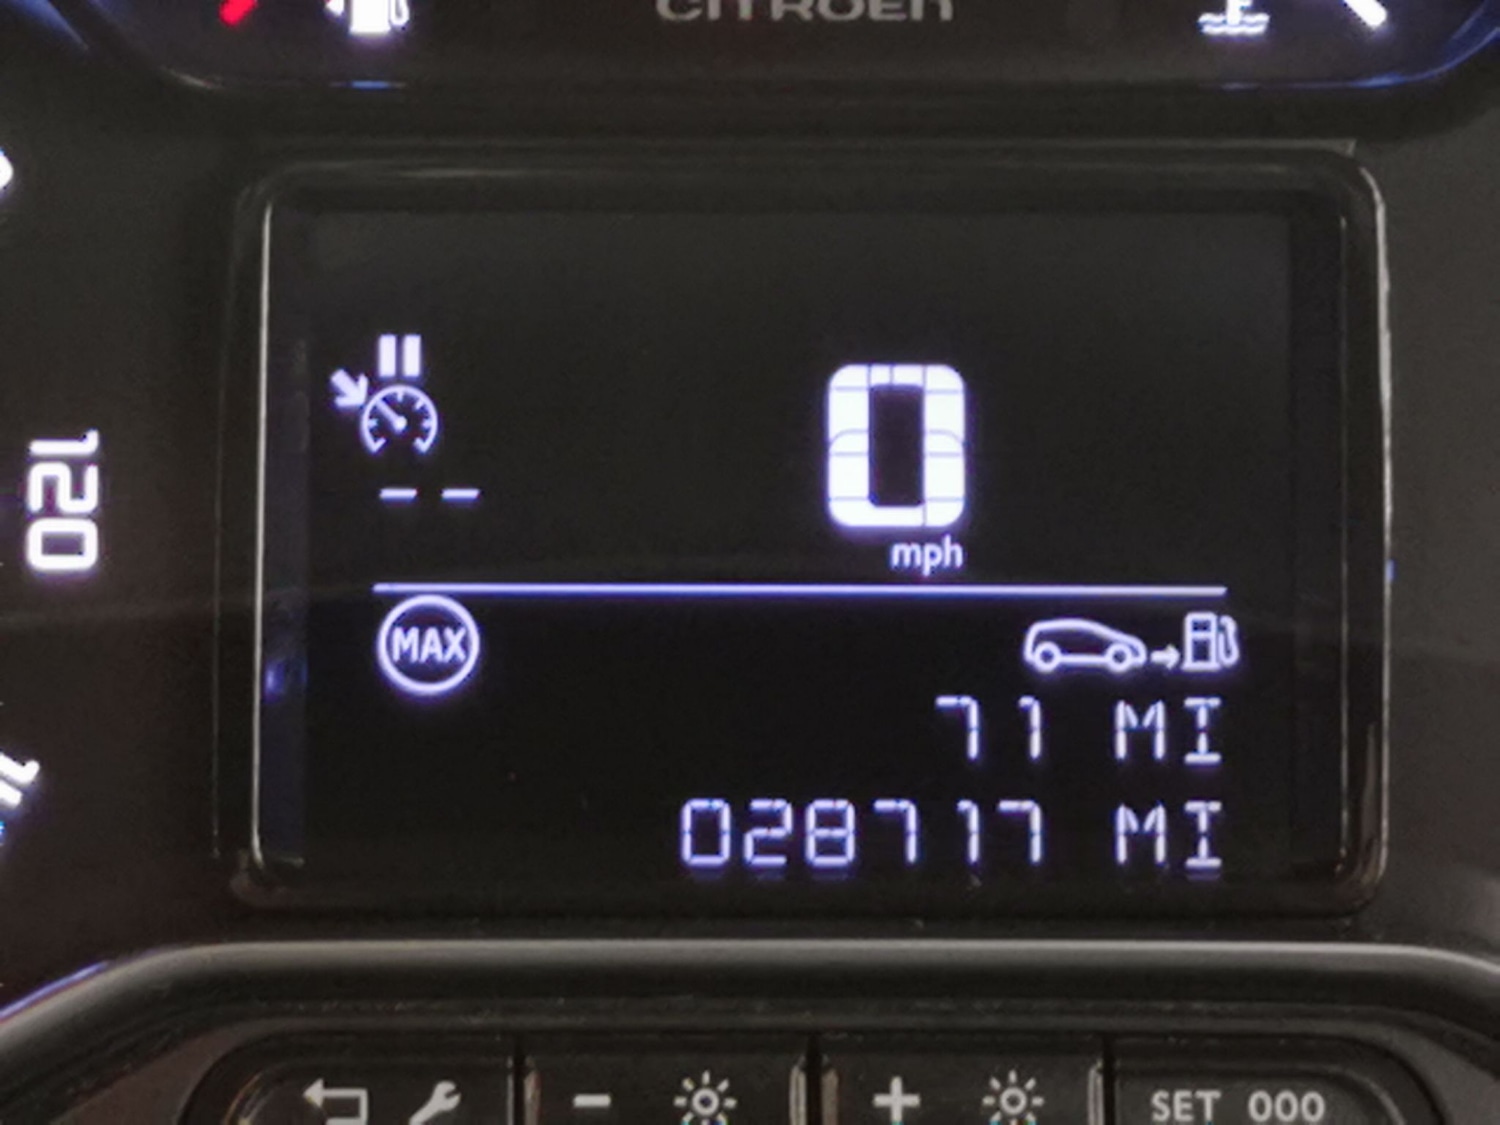 CITROEN
120
0
mph
MAX
71 MI
028717 MI
SET 000